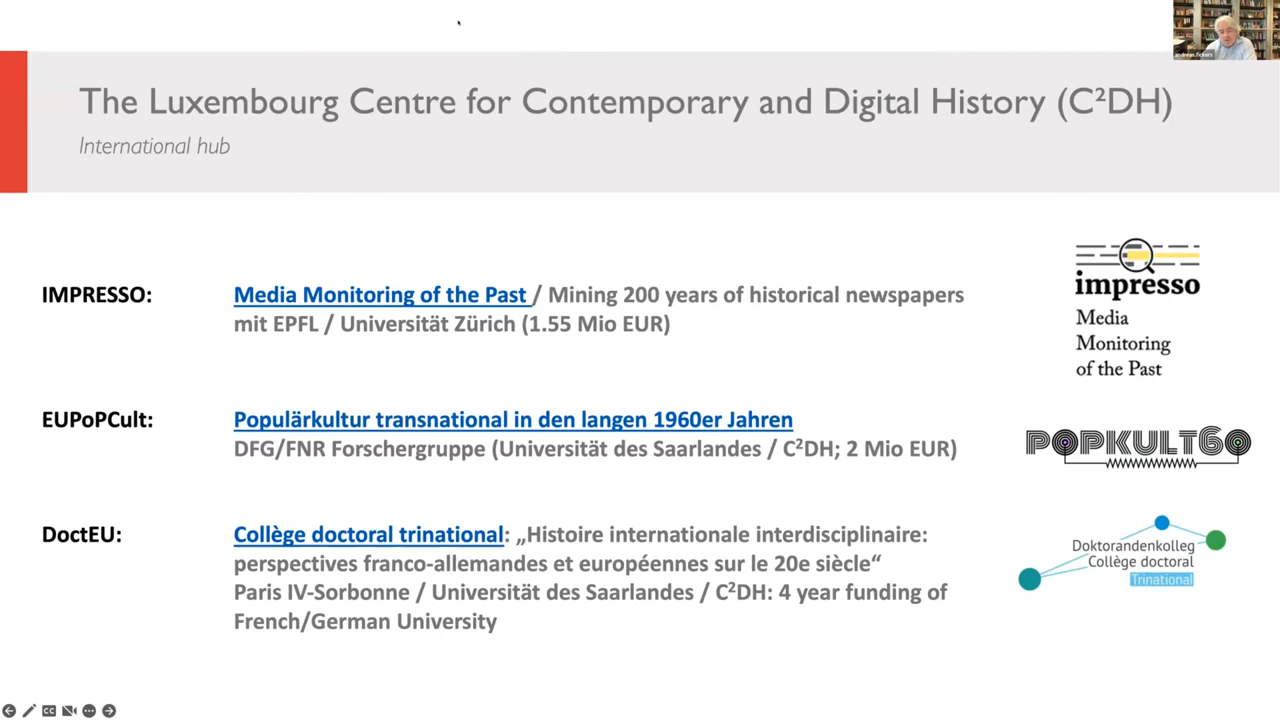 andreas.fickers
The Luxembourg Centre for Contemporary and Digital History (C²DH)
International hub
IMPRESSO:
Media Monitoring of the Past / Mining 200 years of historical newspapers
mit EPFL / Universität Zürich (1.55 Mio EUR)
impresso
Media
Monitoring
of the Past
EUPoPCult:
Populärkultur transnational in den langen 1960er Jahren
DFG/FNR Forschergruppe (Universität des Saarlandes / C²DH; 2 Mio EUR)
POPKULT60
DoctEU:
Collège doctoral trinational: „Histoire internationale interdisciplinaire:
perspectives franco-allemandes et européennes sur le 20e siècle“
Paris IV-Sorbonne / Universität des Saarlandes / C²DH: 4 year funding of
French/German University
Doktorandenkolleg
Collège doctoral
Trinational
CC